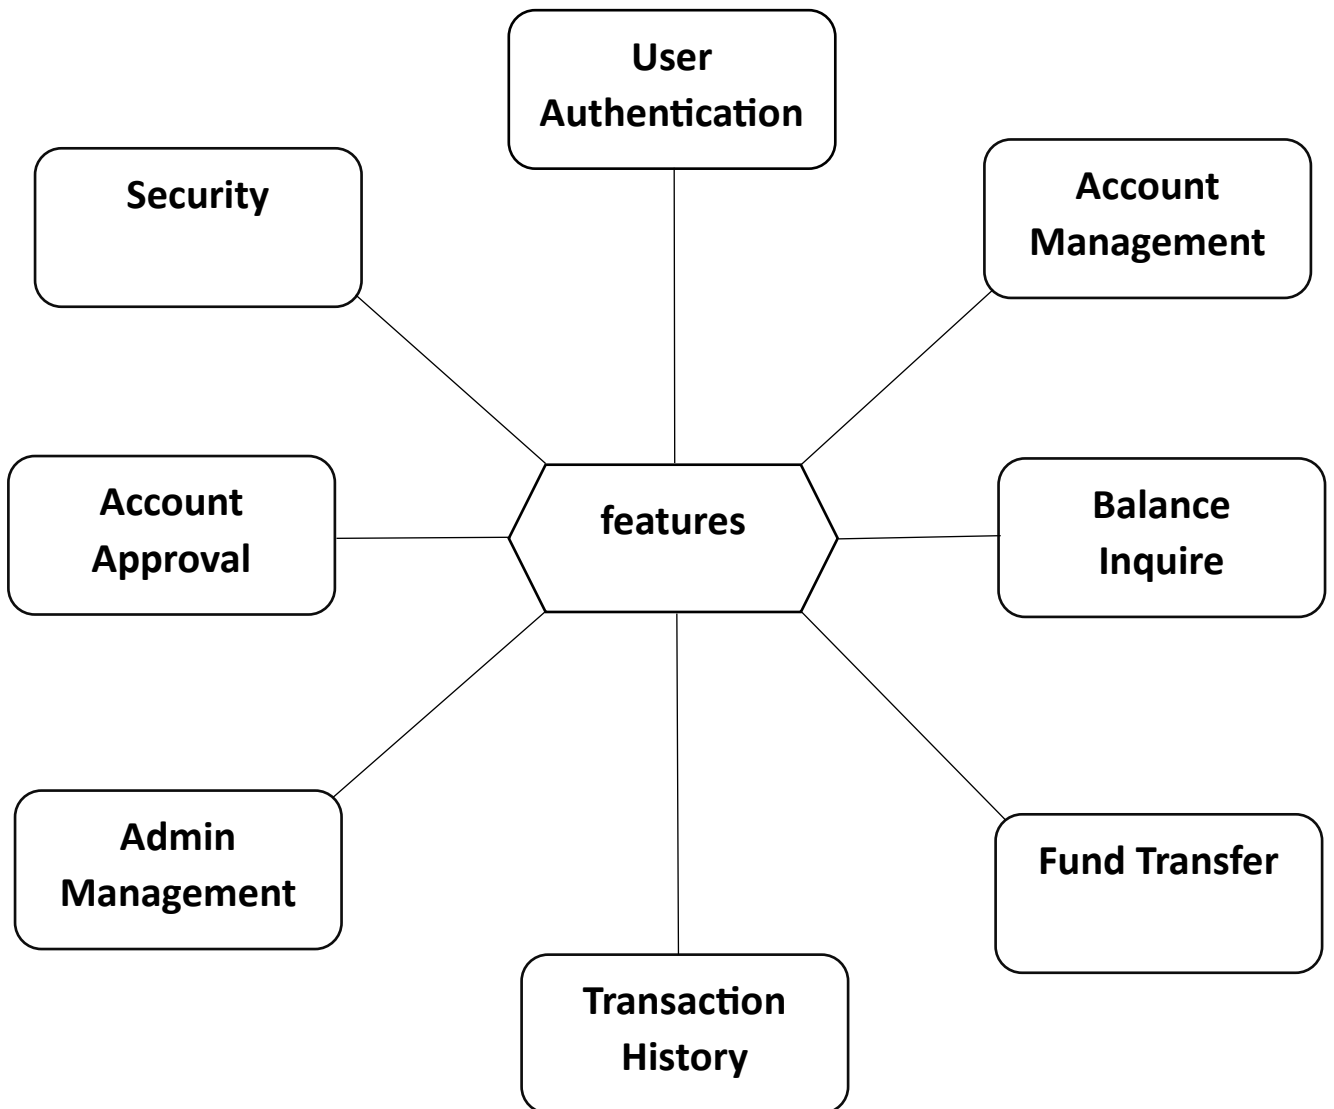 User
Authentication
Security
Account
Management
Account
Approval
features
Balance
Inquire
Admin
Management
Fund Transfer
Transaction
History